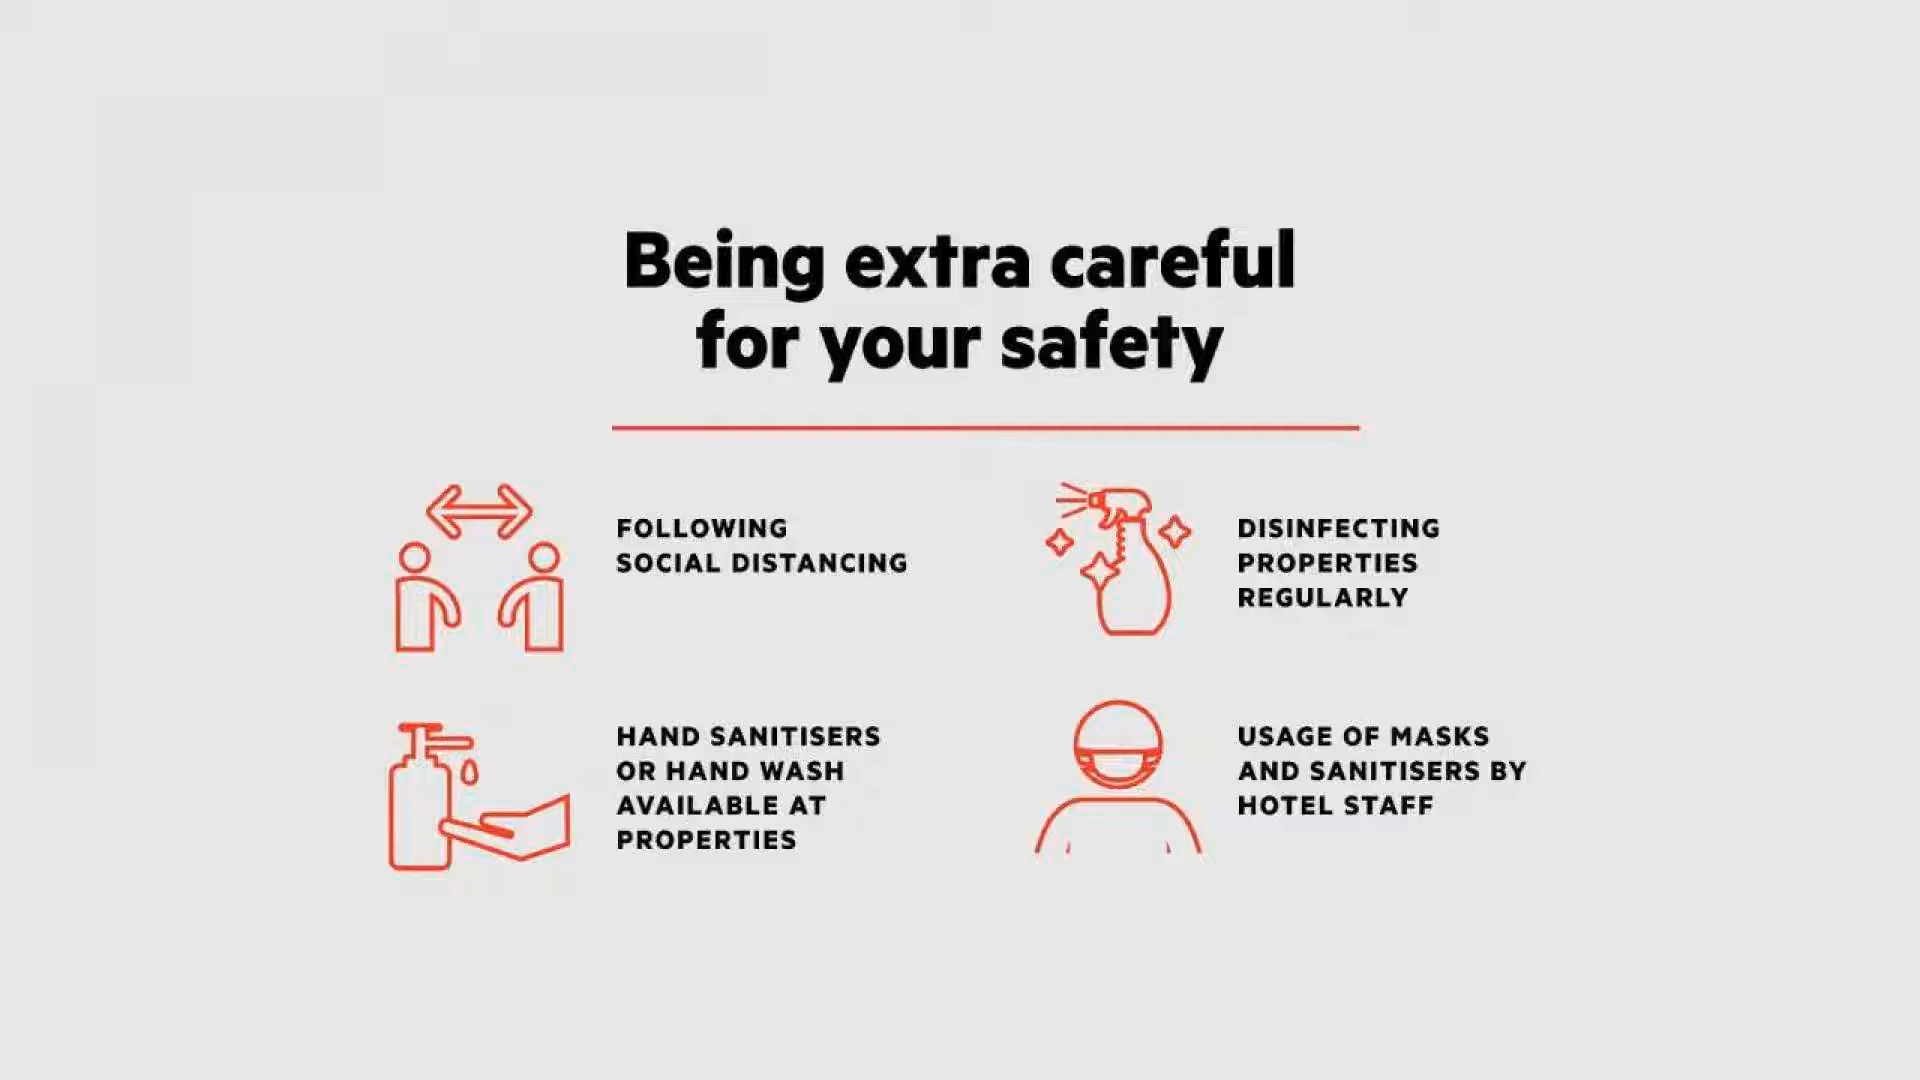 Being extra careful
for your safety
FOLLOWING
SOCIAL DISTANCING
DISINFECTING
PROPERTIES
REGULARLY
HAND SANITISERS
OR HAND WASH
AVAILABLE AT
PROPERTIES
USAGE OF MASKS
AND SANITISERS BY
HOTEL STAFF